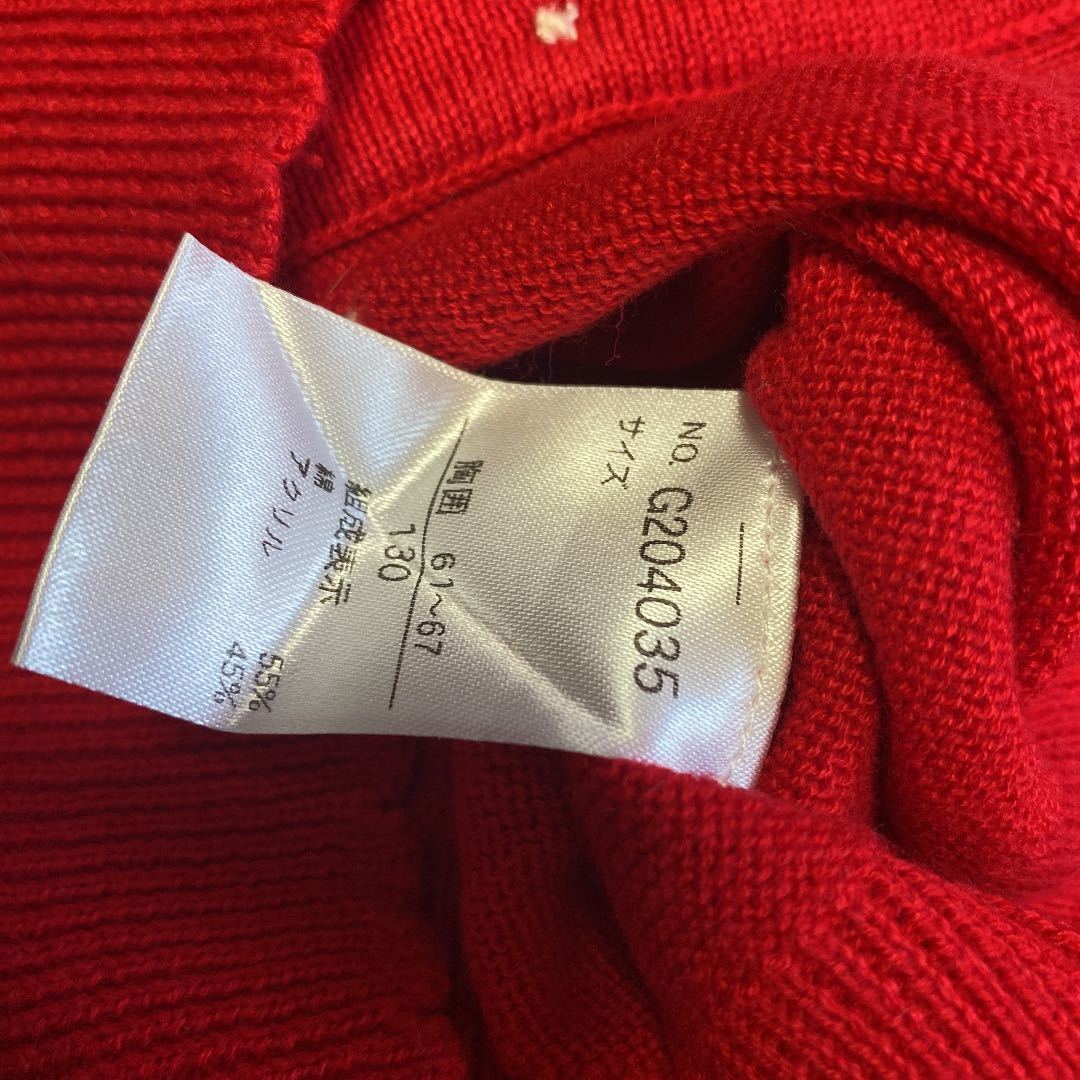 NO. G204035
サイズ
胸囲 61~67
130
組成表示
綿 55%
アクリル 45%